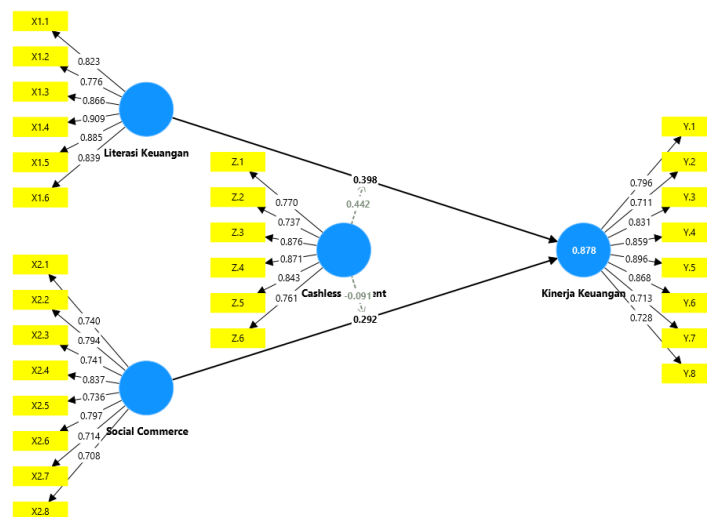 X1.1
X1.2
X1.3
X1.4
X1.5
X1.6
0.823
0.776
0.866
0.909
0.885
0.839
Literasi Keuangan
X2.1
X2.2
X2.3
X2.4
X2.5
X2.6
X2.7
X2.8
0.740
0.794
0.741
0.837
0.736
0.797
0.714
0.708
Social Commerce
Z.1
Z.2
Z.3
Z.4
Z.5
Z.6
0.770
0.737
0.876
0.871
0.843
0.761
Cashless
0.398
0.442
-0.091
0.292
0.878
Kinerja Keuangan
0.796
0.711
0.831
0.859
0.896
0.868
0.713
0.728
Y.1
Y.2
Y.3
Y.4
Y.5
Y.6
Y.7
Y.8